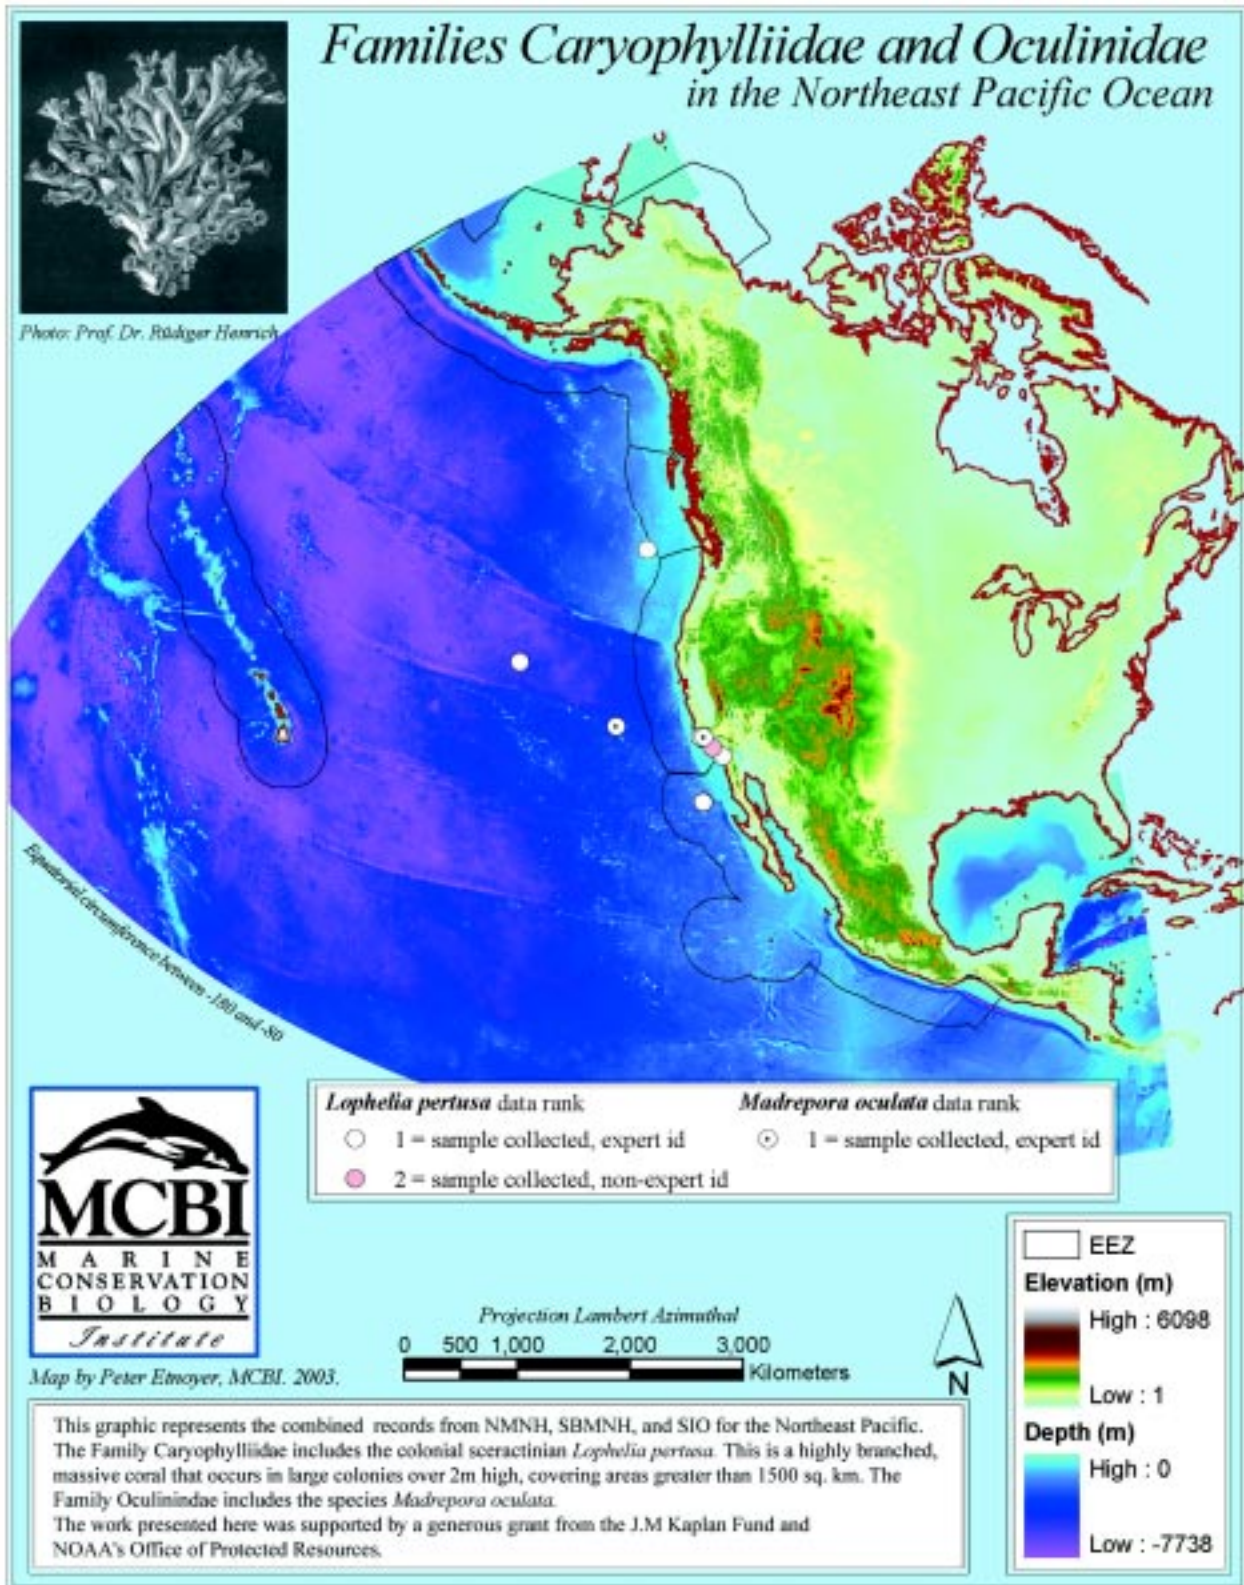 Families Caryophylliidae and Oculinidae
in the Northeast Pacific Ocean
Photo: Prof. Dr. Rüdiger Henrich
Equatorial circumference between -180 and -80
Lophelia pertusa data rank
1 = sample collected, expert id
2 = sample collected, non-expert id
Madrepora oculata data rank
1 = sample collected, expert id
MCBI
MARINE
CONSERVATION
BIOLOGY
Institute
Map by Peter Etnoyer, MCBI. 2003.
Projection Lambert Azimuthal
0 500 1,000 2,000 3,000
Kilometers
N
EEZ
Elevation (m)
High : 6098
Low : 1
Depth (m)
High : 0
Low : -7738
This graphic represents the combined records from NMNH, SBMNH, and SIO for the Northeast Pacific.
The Family Caryophylliidae includes the colonial sceractinian Lophelia pertusa. This is a highly branched,
massive coral that occurs in large colonies over 2m high, covering areas greater than 1500 sq. km. The
Family Oculinindae includes the species Madrepora oculata.
The work presented here was supported by a generous grant from the J.M Kaplan Fund and
NOAA's Office of Protected Resources.